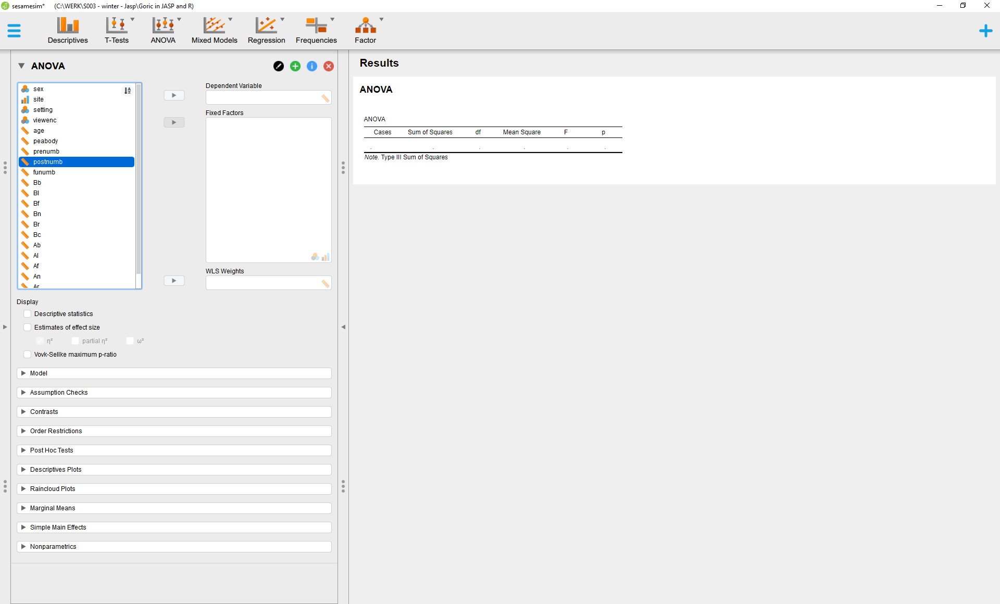 sesamesim* (C:\WERK\S003 - winter - Jasp\Goric in JASP and R)
Descriptives T-Tests ANOVA Mixed Models Regression Frequencies Factor
ANOVA
sex
site
setting
viewenc
age
peabody
prenumb
postnumb
funumb
Bb
Bl
Bf
Bn
Br
Bc
Ab
Al
Af
An
Ar
Dependent Variable
Fixed Factors
WLS Weights
Display
Descriptive statistics
Estimates of effect size
η² partial η² ω²
Vovk-Sellke maximum p-ratio
Model
Assumption Checks
Contrasts
Order Restrictions
Post Hoc Tests
Descriptives Plots
Raincloud Plots
Marginal Means
Simple Main Effects
Nonparametrics
Results
ANOVA
ANOVA
Cases Sum of Squares df Mean Square F p
. . . . . .
Note. Type III Sum of Squares